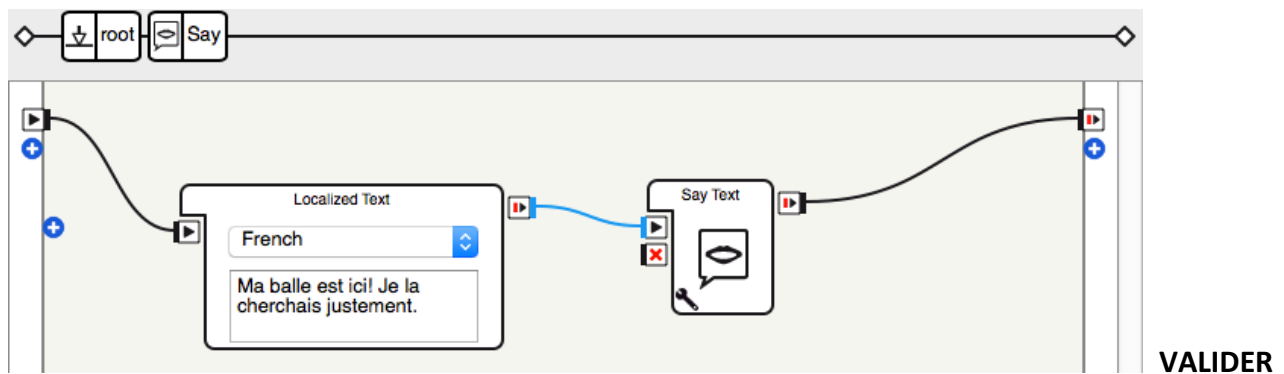 root Say
Localized Text
Say Text
French
Ma balle est ici! Je la
cherchais justement.
VALIDER